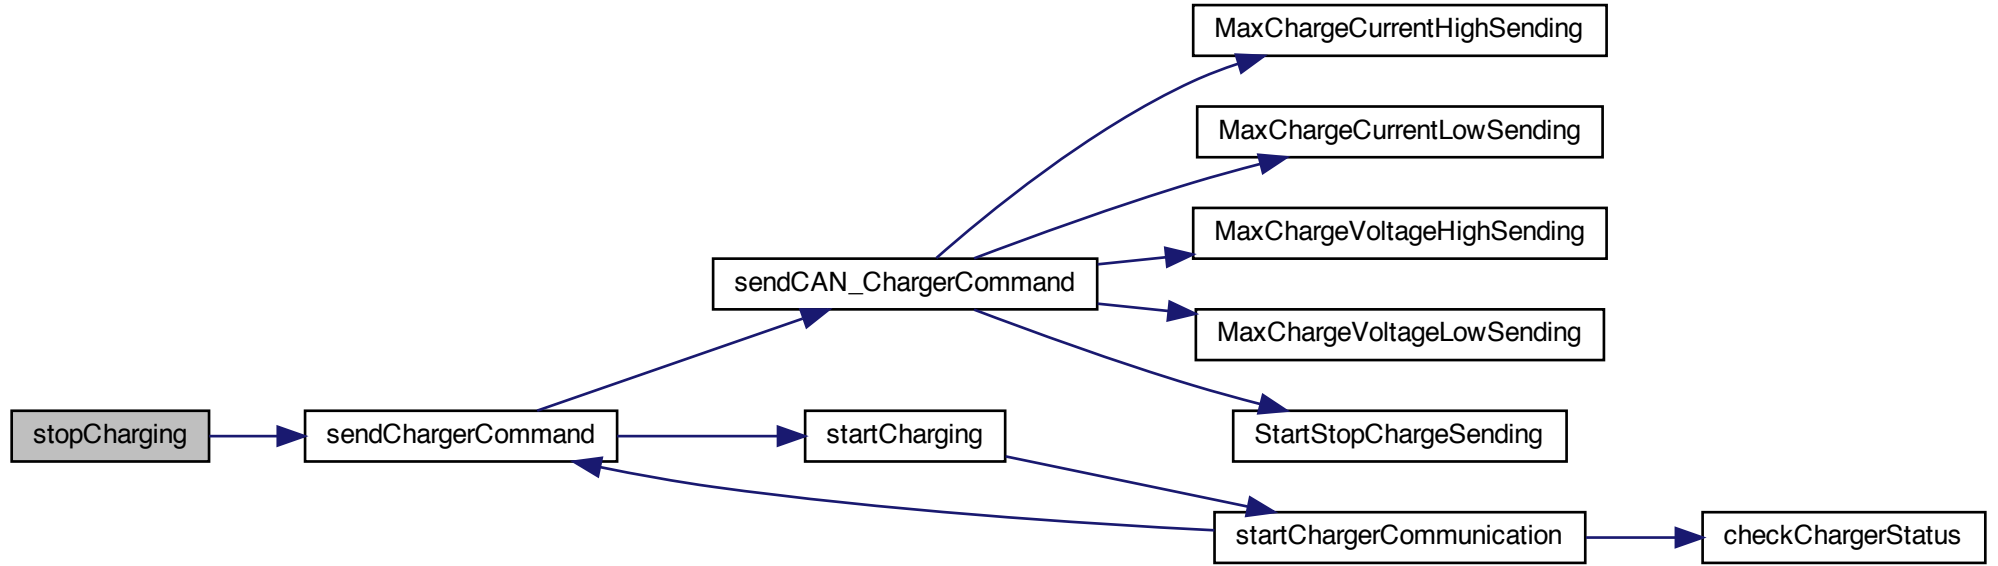 MaxChargeCurrentHighSending
MaxChargeCurrentLowSending
MaxChargeVoltageHighSending
sendCAN_ChargerCommand
MaxChargeVoltageLowSending
stopCharging
sendChargerCommand
startCharging
StartStopChargeSending
startChargerCommunication
checkChargerStatus